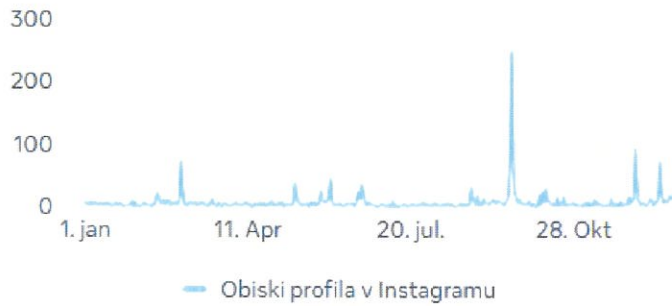 300
200
100
0
1. jan 11. Apr 20. jul. 28. Okt
Obiski profila v Instagramu